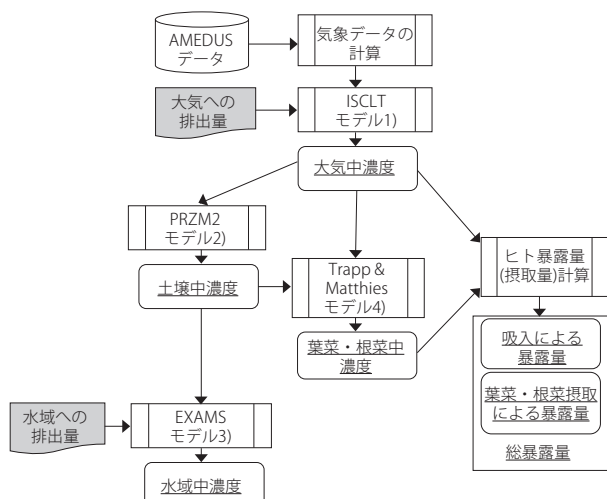 AMEDUS
データ
気象データの
計算
大気への
排出量
ISCLT
モデル1)
大気中濃度
PRZM2
モデル2)
土壌中濃度
Trapp &
Matthies
モデル4)
ヒト暴露量
(摂取量)計算
葉菜・根菜中
濃度
吸入による
暴露量
葉菜・根菜摂取
による暴露量
総暴露量
水域への
排出量
EXAMS
モデル3)
水域中濃度